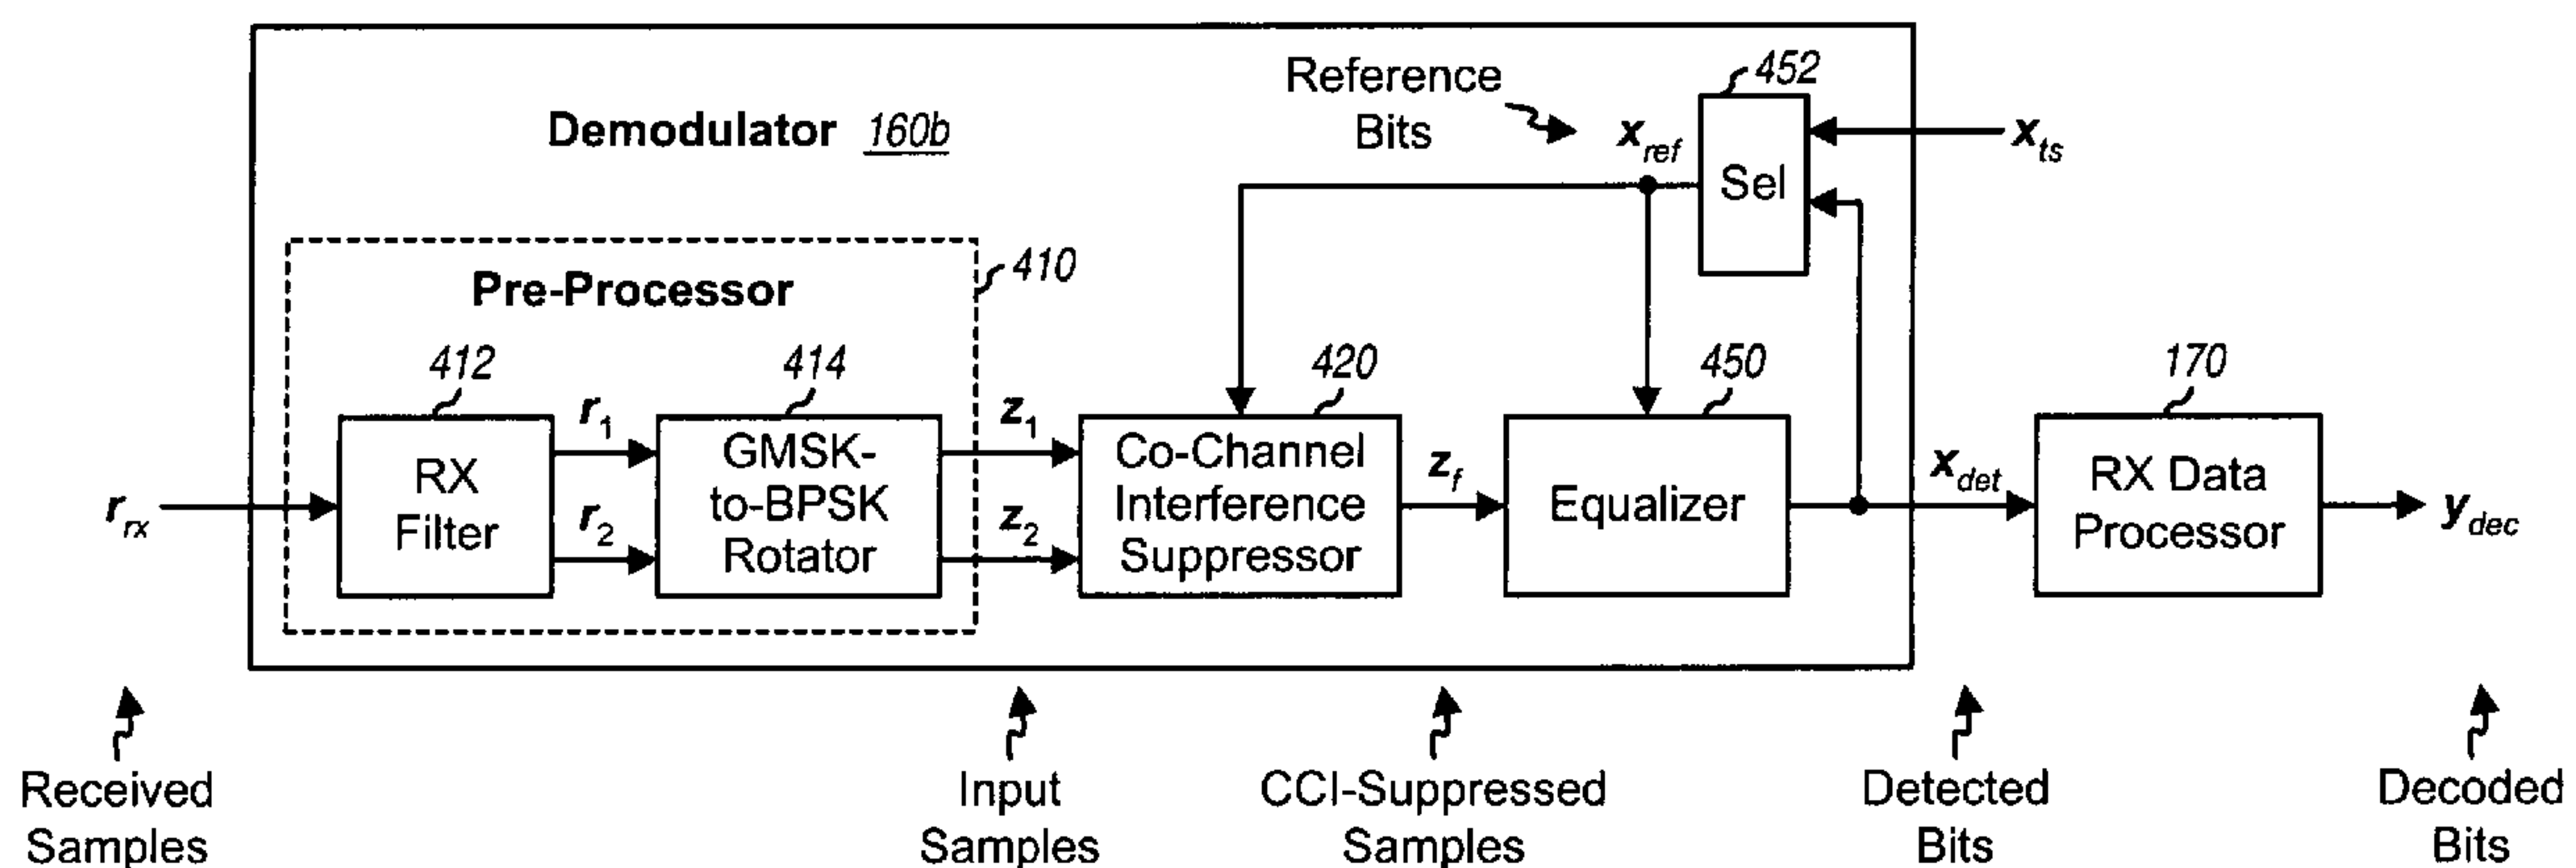 Reference
Bits
x_ref
452
Sel
x_ts
Demodulator 160b
Pre-Processor
410
412
RX
Filter
414
GMSK-
to-BPSK
Rotator
420
Co-Channel
Interference
Suppressor
450
Equalizer
170
RX Data
Processor
r_rx
r_1
r_2
z_1
z_2
z_f
x_det
y_dec
Received
Samples
Input
Samples
CCI-Suppressed
Samples
Detected
Bits
Decoded
Bits